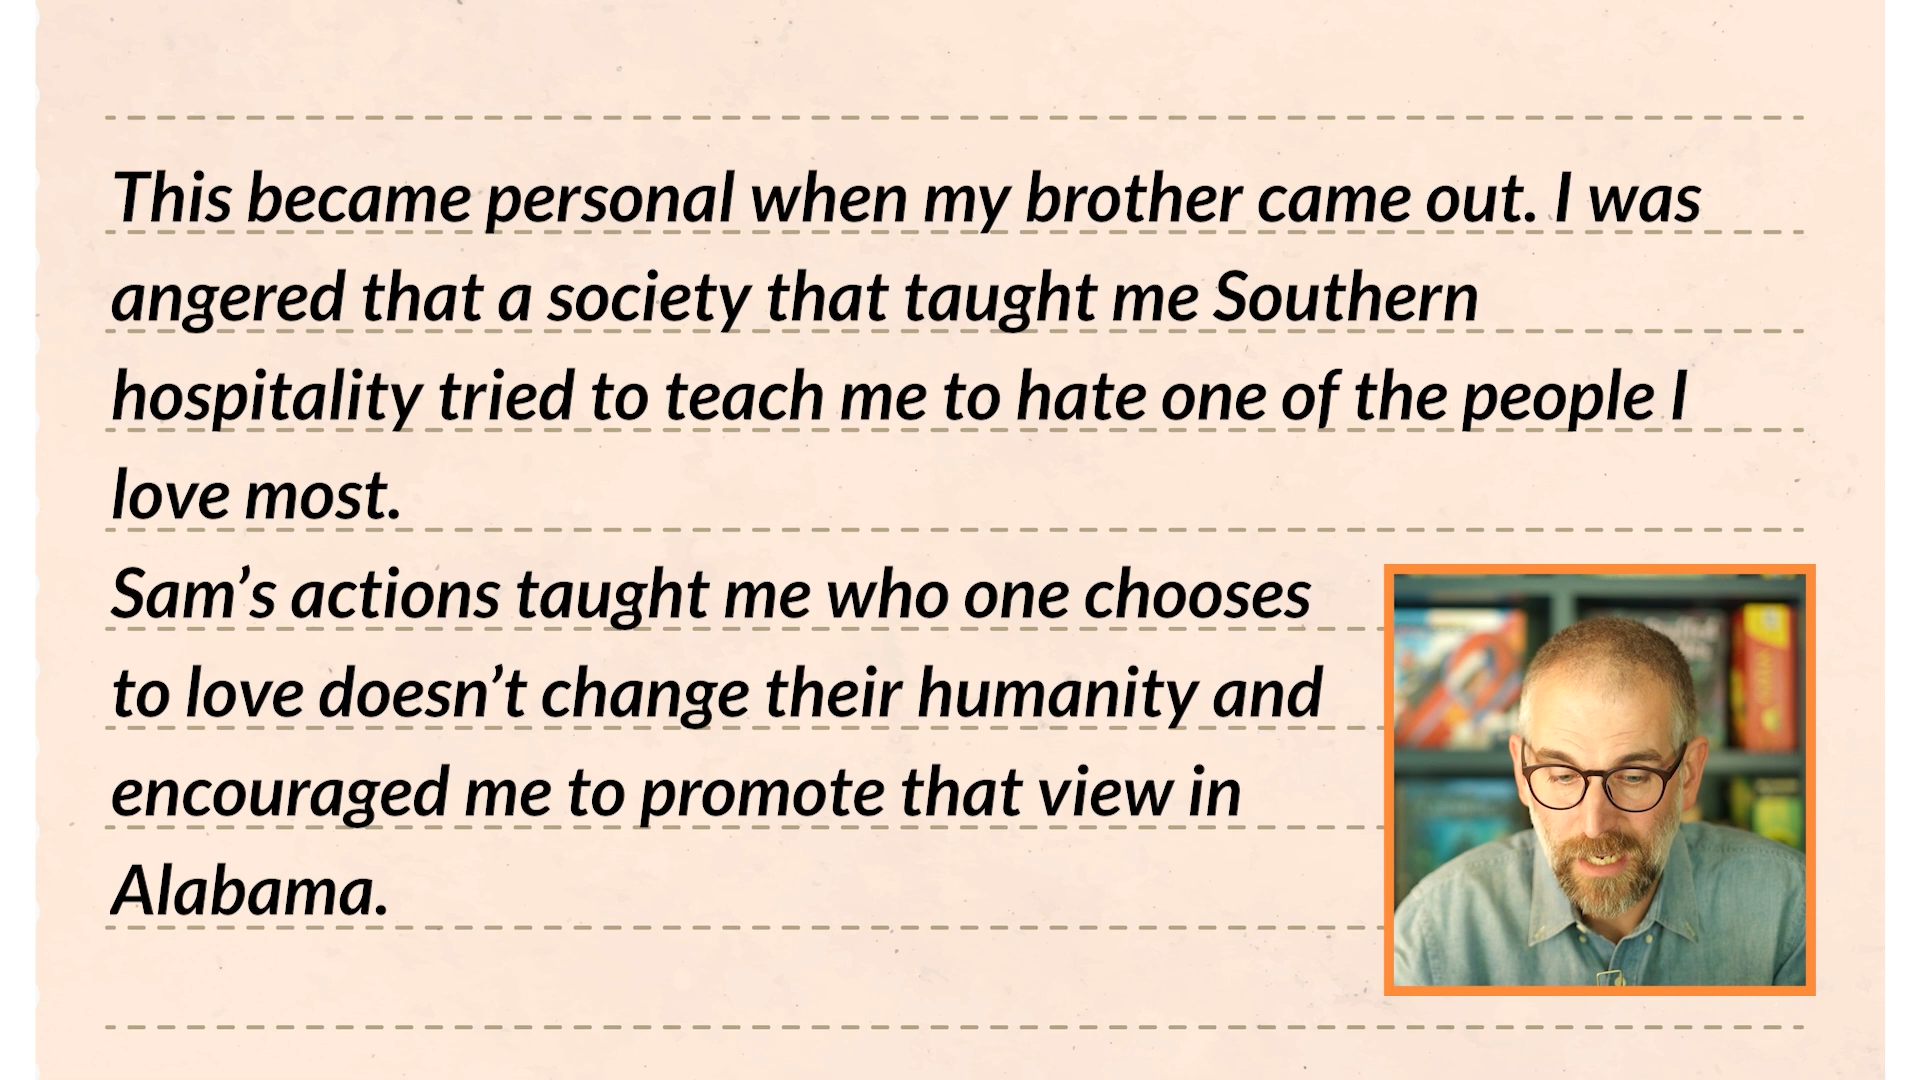 This became personal when my brother came out. I was
angered that a society that taught me Southern
hospitality tried to teach me to hate one of the people I
love most.
Sam’s actions taught me who one chooses
to love doesn’t change their humanity and
encouraged me to promote that view in
Alabama.